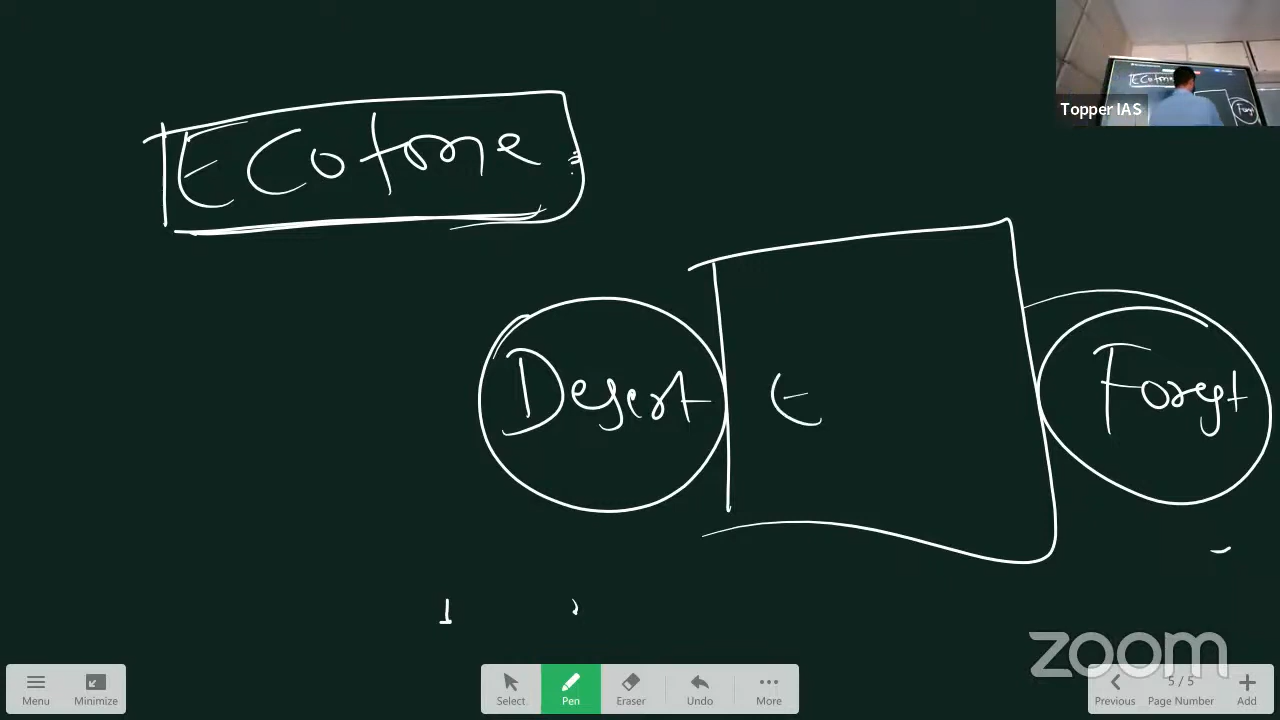 Topper IAS
ECotone
Desert E Forest
1
zoom
Menu Minimize Select Pen Eraser Undo More Previous 5/5 Page Number Add